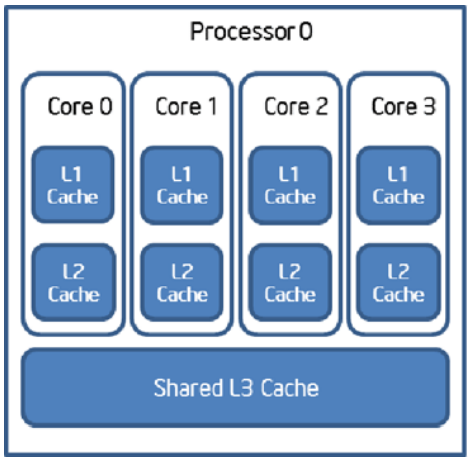 Processor 0
Core 0 Core 1 Core 2 Core 3
L1 L1 L1 L1
Cache Cache Cache Cache
L2 L2 L2 L2
Cache Cache Cache Cache
Shared L3 Cache